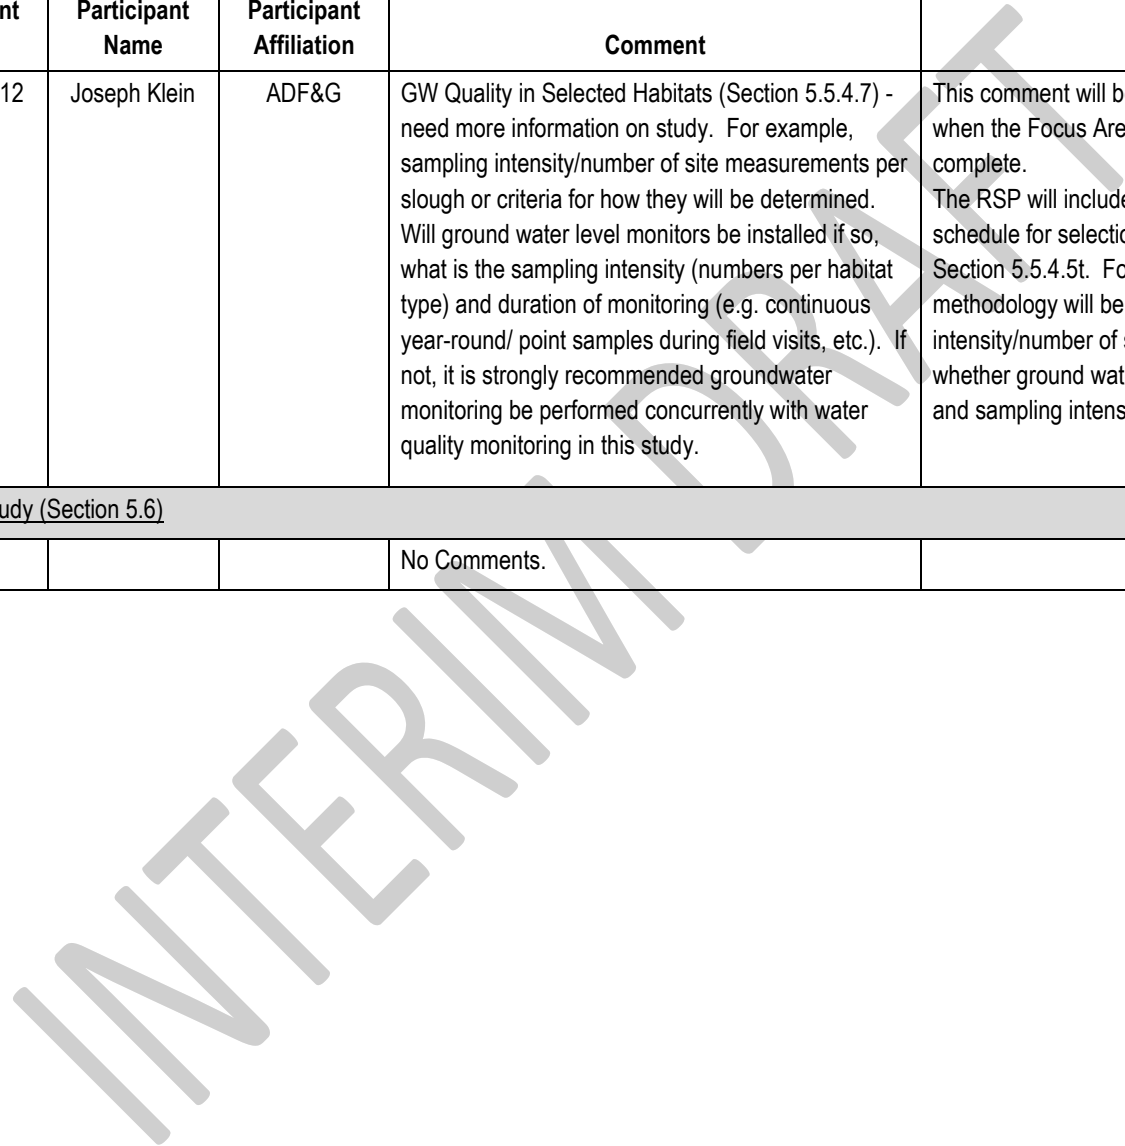 nt
Participant
Name
Participant
Affiliation
Comment
12
Joseph Klein
ADF&G
GW Quality in Selected Habitats (Section 5.5.4.7) -
need more information on study. For example,
sampling intensity/number of site measurements per
slough or criteria for how they will be determined.
Will ground water level monitors be installed if so,
what is the sampling intensity (numbers per habitat
type) and duration of monitoring (e.g. continuous
year-round/ point samples during field visits, etc.). If
not, it is strongly recommended groundwater
monitoring be performed concurrently with water
quality monitoring in this study.
This comment will b
when the Focus Are
complete.
The RSP will include
schedule for selectio
Section 5.5.4.5t. Fo
methodology will be
intensity/number of s
whether ground wat
and sampling intens
udy (Section 5.6)
No Comments.
INTERIM DRAFT